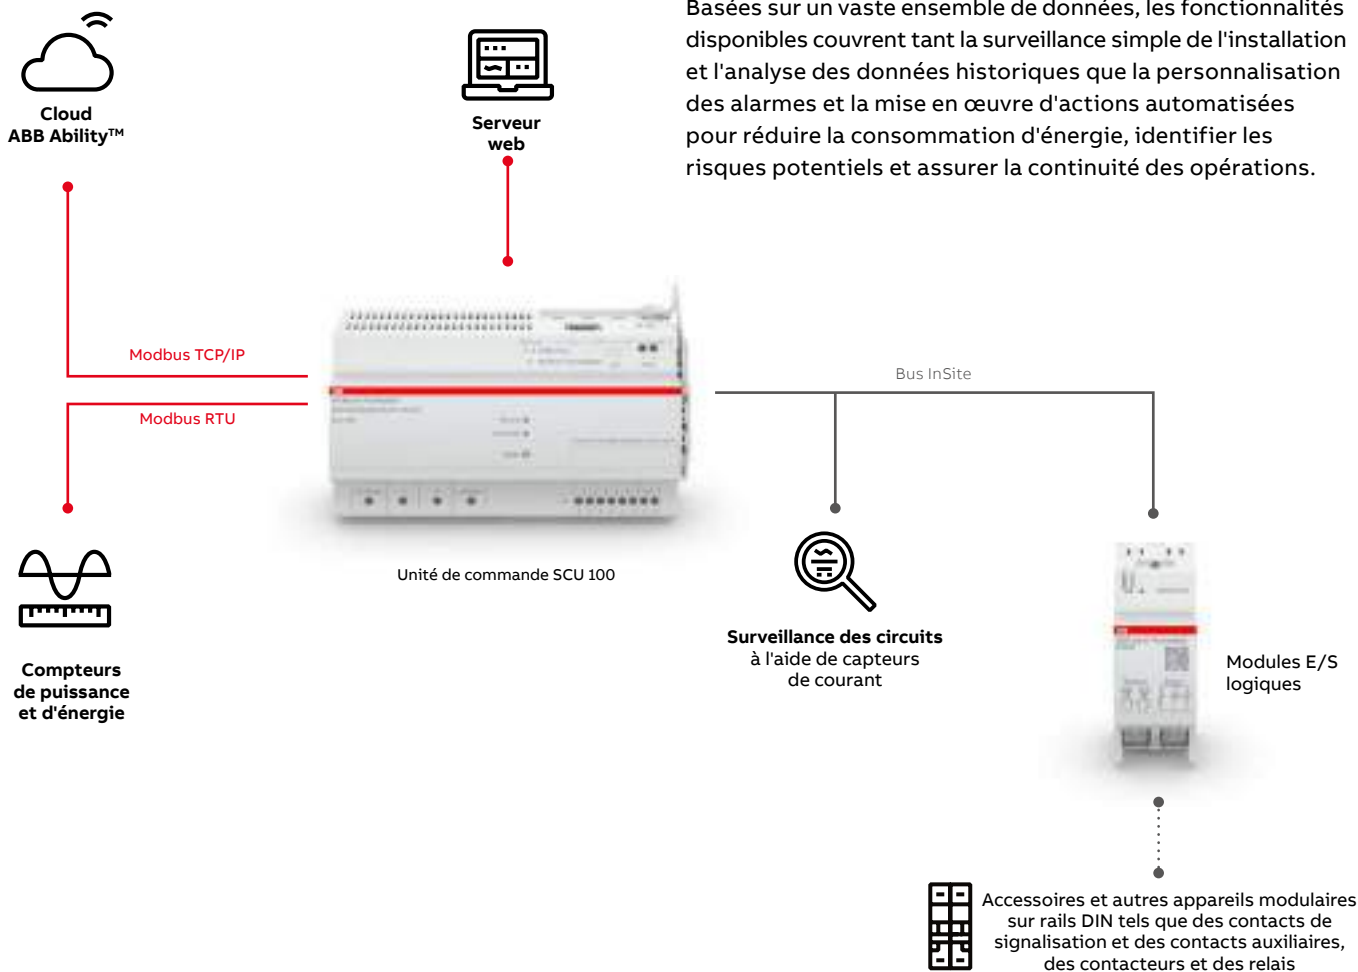 Basées sur un vaste ensemble de données, les fonctionnalités
disponibles couvrent tant la surveillance simple de l'installation
et l'analyse des données historiques que la personnalisation
des alarmes et la mise en œuvre d'actions automatisées
pour réduire la consommation d'énergie, identifier les
risques potentiels et assurer la continuité des opérations.
Cloud
ABB Ability™
Serveur
web
Modbus TCP/IP
Modbus RTU
Bus InSite
Unité de commande SCU 100
Compteurs
de puissance
et d'énergie
Surveillance des circuits
à l'aide de capteurs
de courant
Modules E/S
logiques
Accessoires et autres appareils modulaires
sur rails DIN tels que des contacts de
signalisation et des contacts auxiliaires,
des contacteurs et des relais